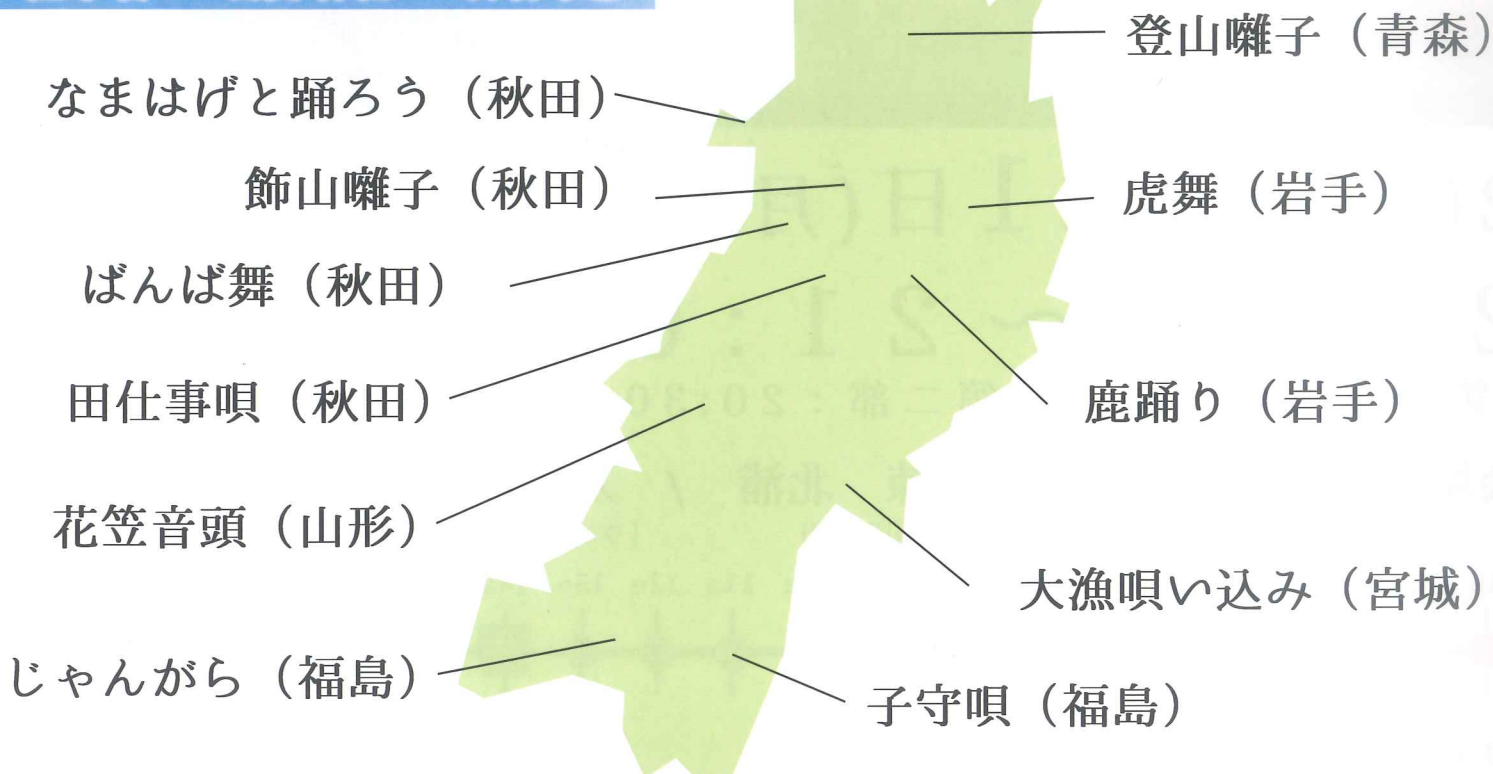 登山囃子（青森）
なまはげと踊ろう（秋田）
飾山囃子（秋田）
虎舞（岩手）
ばんば舞（秋田）
田仕事唄（秋田）
鹿踊り（岩手）
花笠音頭（山形）
大漁唄い込み（宮城）
じゃんがら（福島）
子守唄（福島）